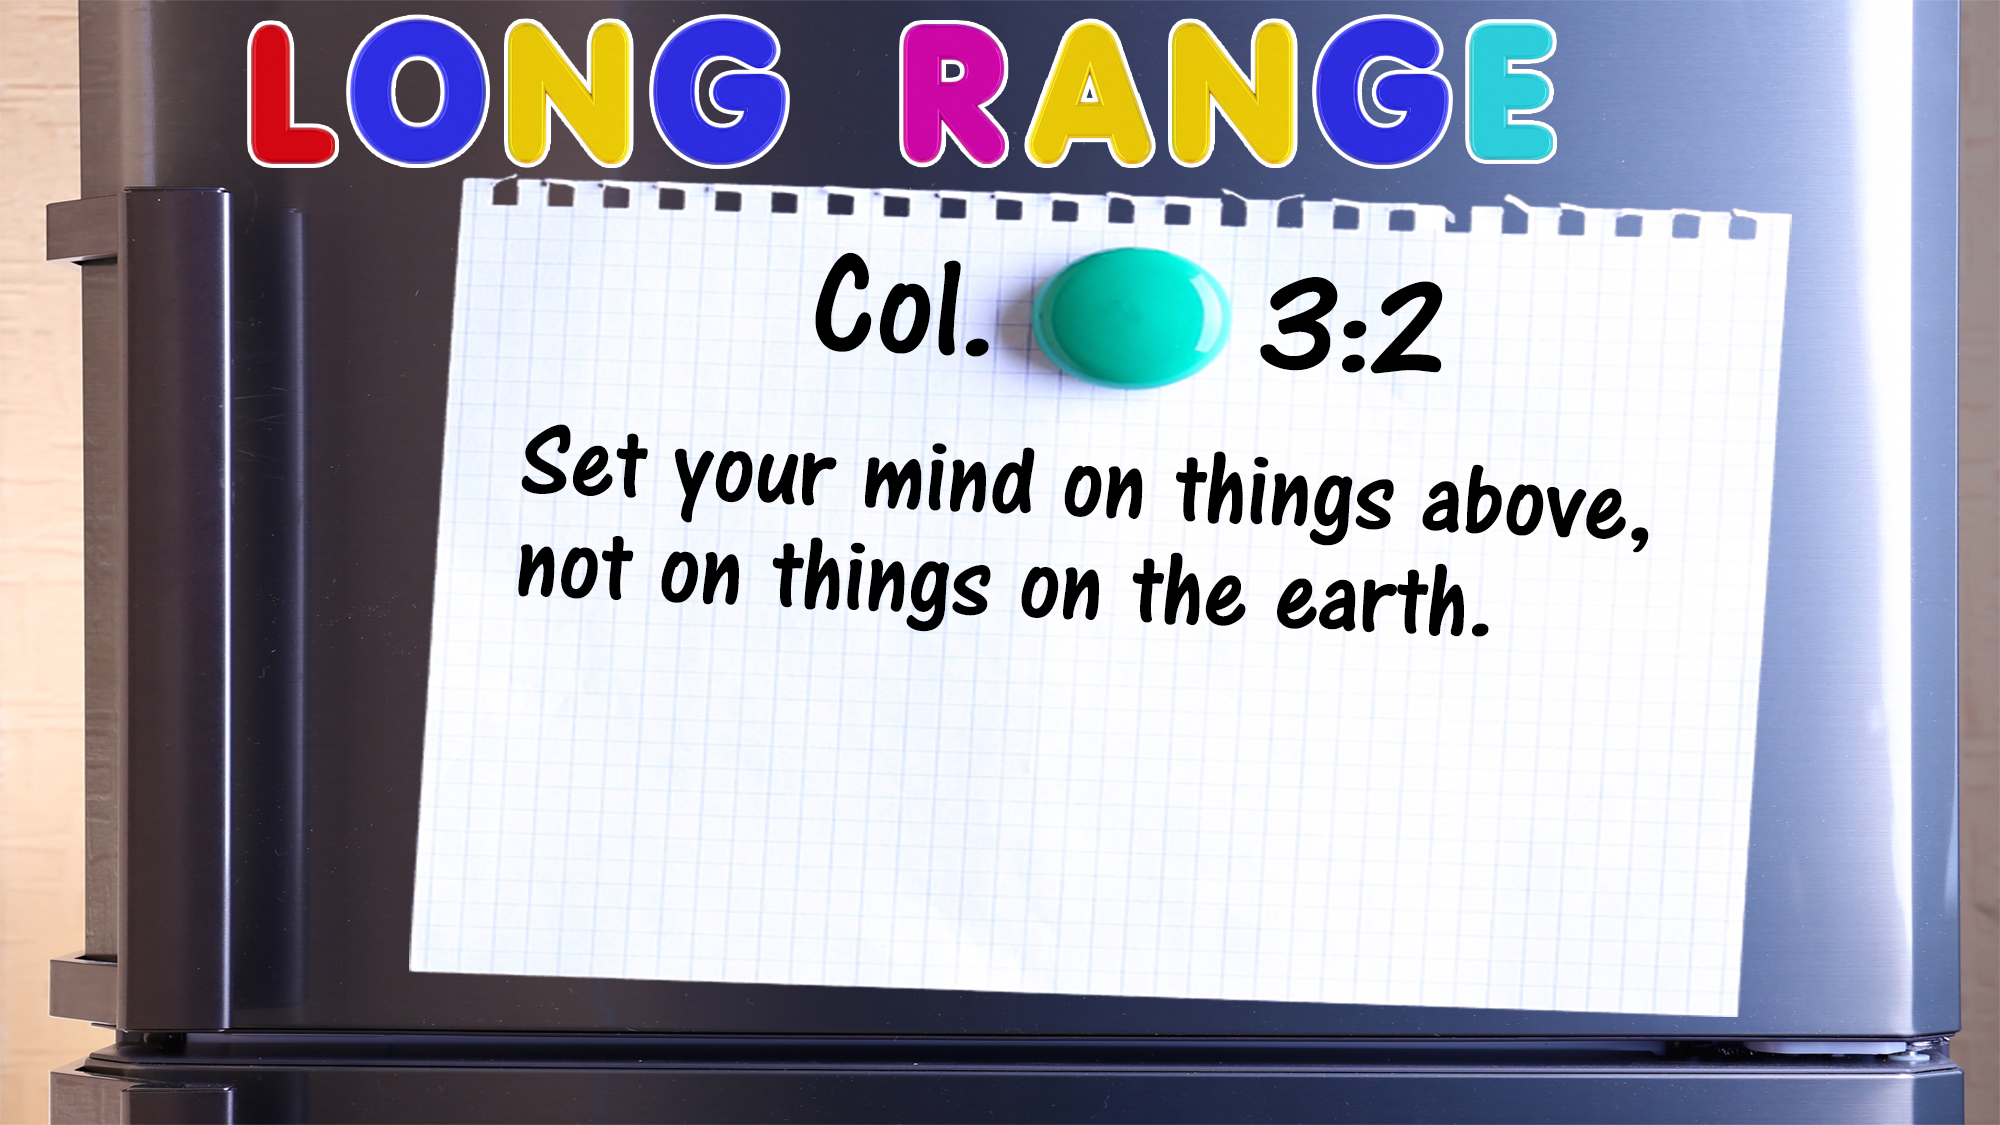 LONG RANGE
Col. 3:2
Set your mind on things above,
not on things on the earth.